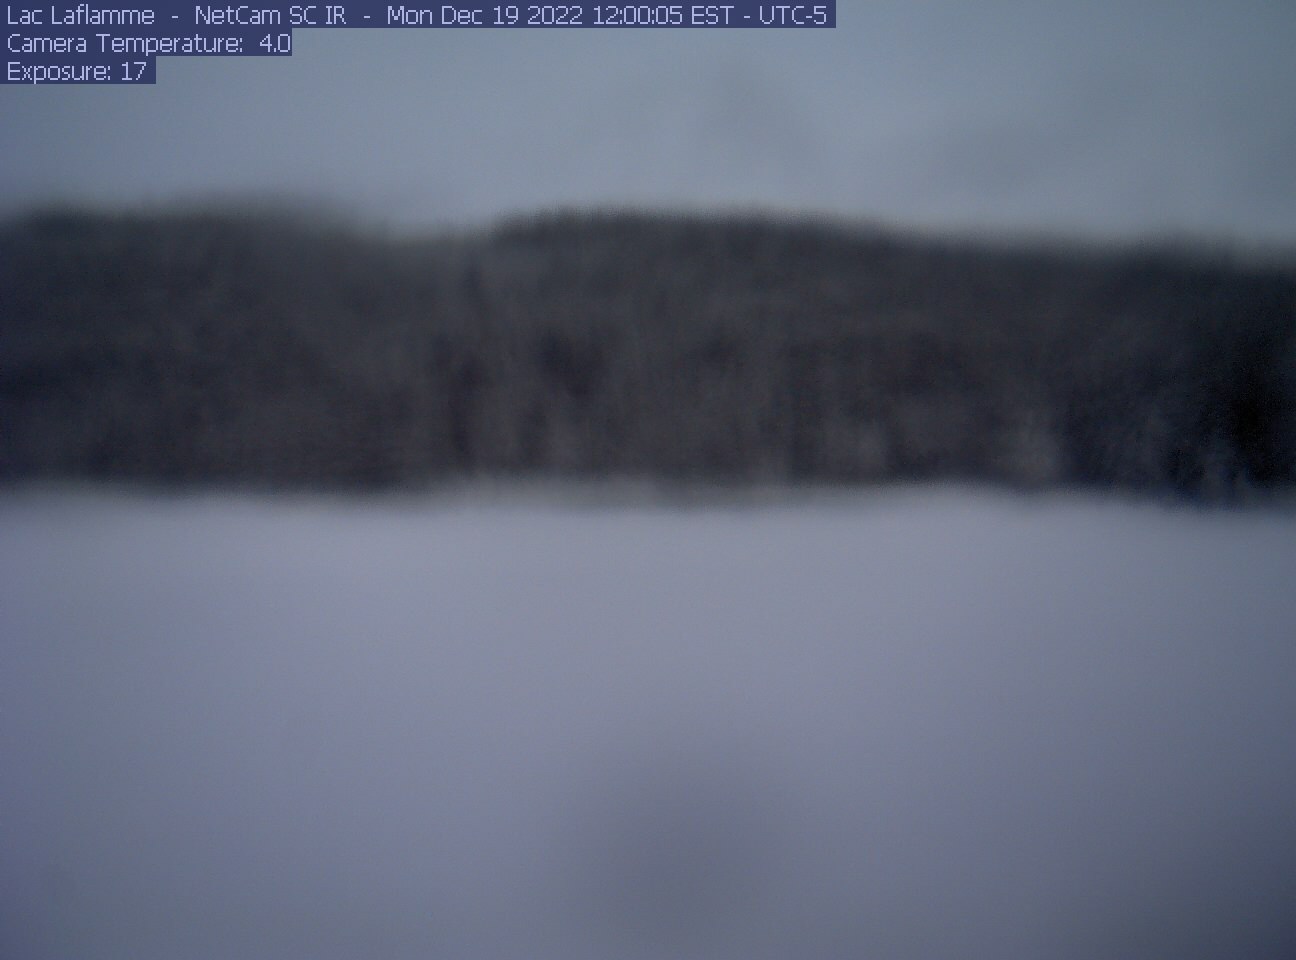 Lac Laflamme - NetCam SC IR - Mon Dec 19 2022 12:00:05 EST - UTC-5
Camera Temperature: 4.0
Exposure: 17